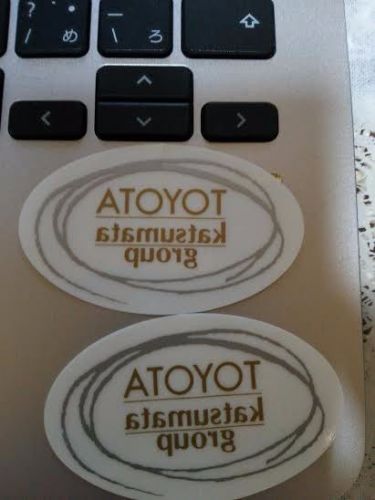 ? ・
/ め
_
\ ろ
TOYOTA
katsumata
group
TOYOTA
katsumata
group